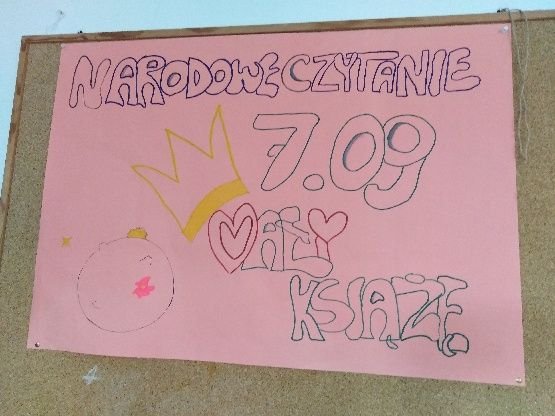 NARODOWE CZYTANIE
7.09
MAŁY
KSIĄŻĘ